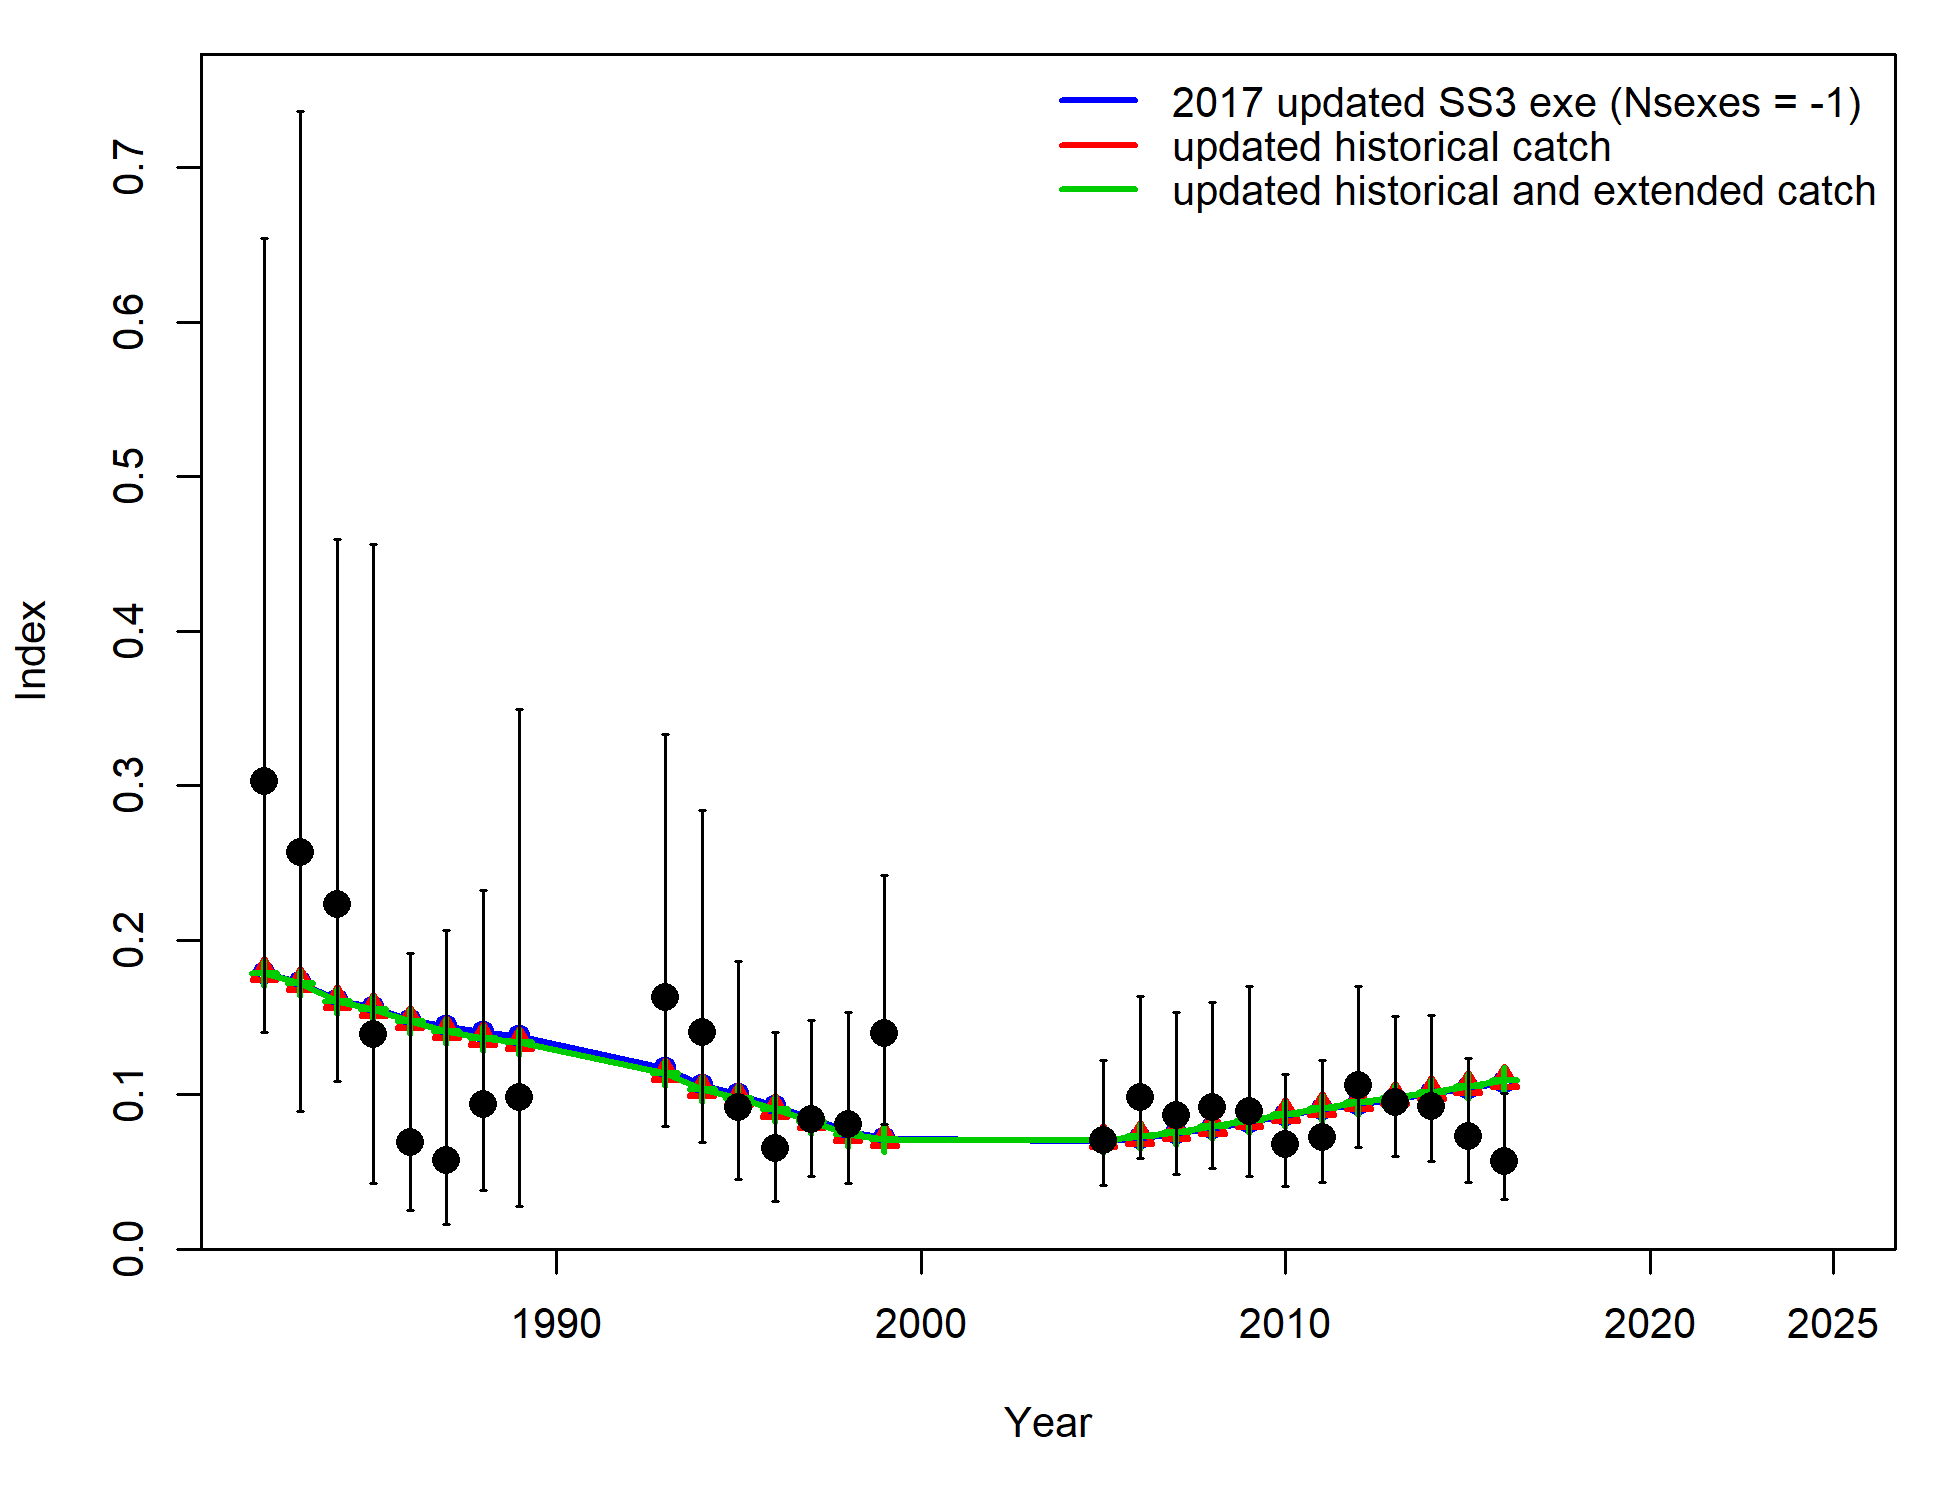 2017 updated SS3 exe (Nsexes = -1)
updated historical catch
updated historical and extended catch
Index
0.7
0.6
0.5
0.4
0.3
0.2
0.1
0.0
1990 2000 2010 2020 2025
Year